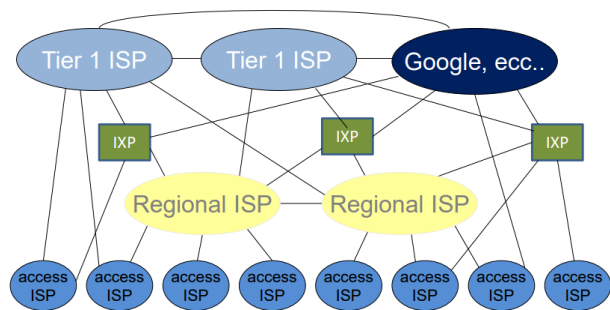 Tier 1 ISP
Tier 1 ISP
Google, ecc..
IXP
IXP
IXP
Regional ISP
Regional ISP
access
ISP
access
ISP
access
ISP
access
ISP
access
ISP
access
ISP
access
ISP
access
ISP